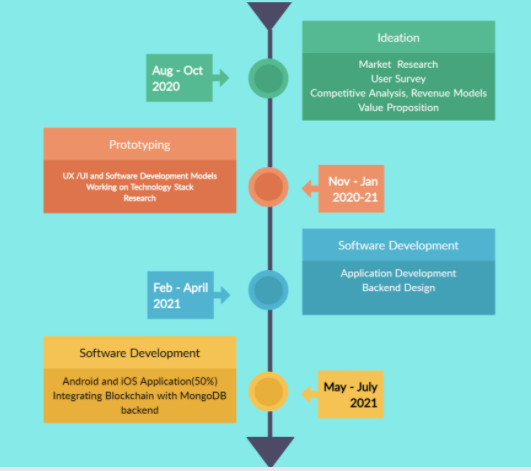 Ideation
Market Research
User Survey
Competitive Analysis, Revenue Models
Value Proposition
Aug - Oct
2020
Prototyping
UX /UI and Software Development Models
Working on Technology Stack
Research
Nov - Jan
2020-21
Software Development
Application Development
Backend Design
Feb - April
2021
Software Development
Android and iOS Application(50%)
Integrating Blockchain with MongoDB
backend
May - July
2021